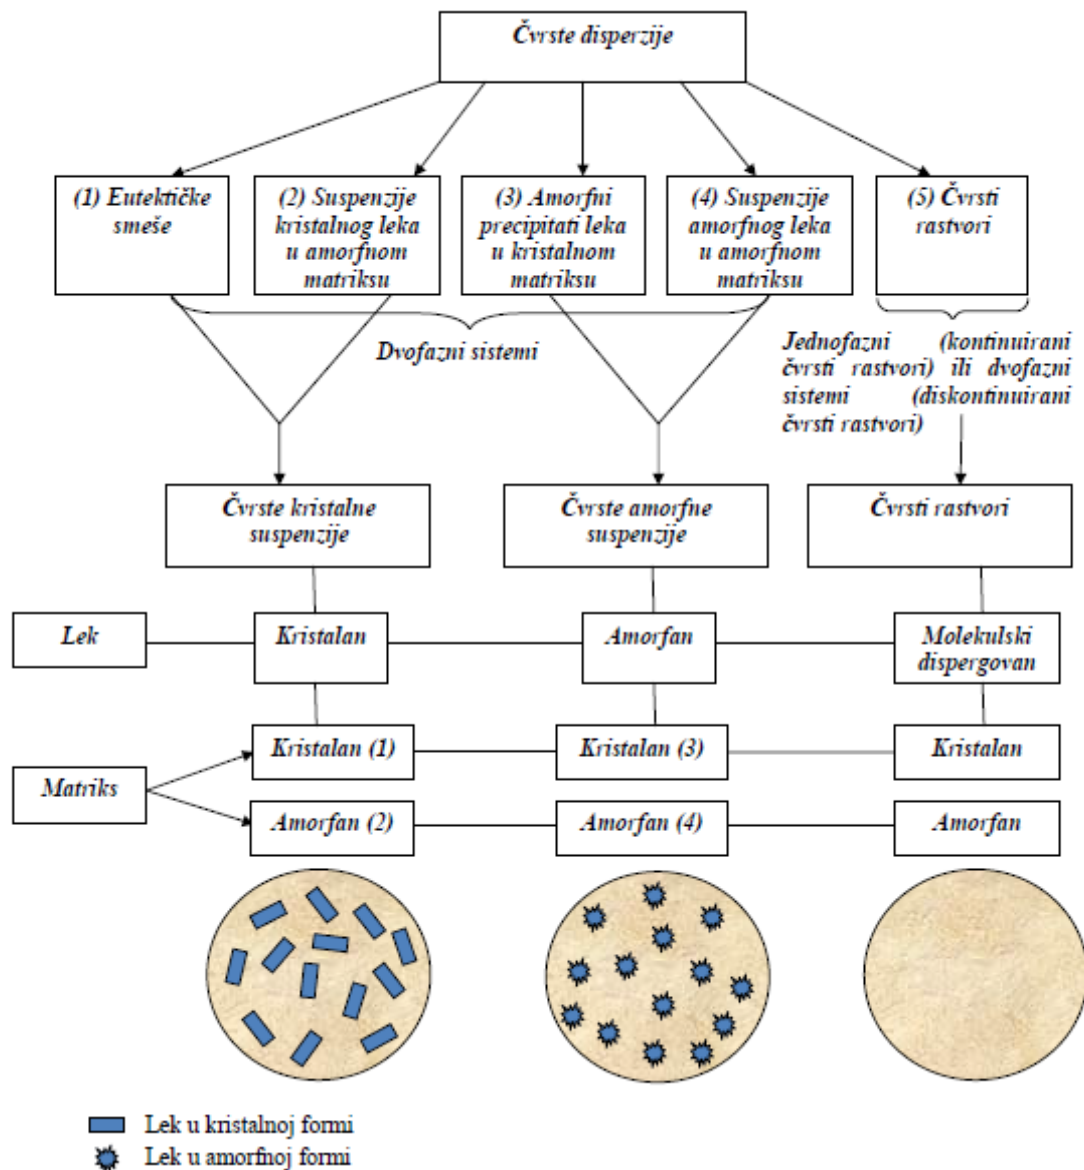 Čvrste disperzije
(1) Eutektičke
smeše
(2) Suspenzije
kristalnog leka
u amorfnom
matriksu
(3) Amorfni
precipitati leka
u kristalnom
matriksu
(4) Suspenzije
amorfnog leka
u amorfnom
matriksu
(5) Čvrsti
rastvori
Dvofazni sistemi
Jednofazni (kontinuirani
čvrsti rastvori) ili dvofazni
sistemi (diskontinuirani
čvrsti rastvori)
Čvrste kristalne
suspenzije
Čvrste amorfne
suspenzije
Čvrsti rastvori
Lek
Kristalan
Amorfan
Molekulski
dispergovan
Matriks
Kristalan (1)
Kristalan (3)
Kristalan
Amorfan (2)
Amorfan (4)
Amorfan
Lek u kristalnoj formi
Lek u amorfnoj formi